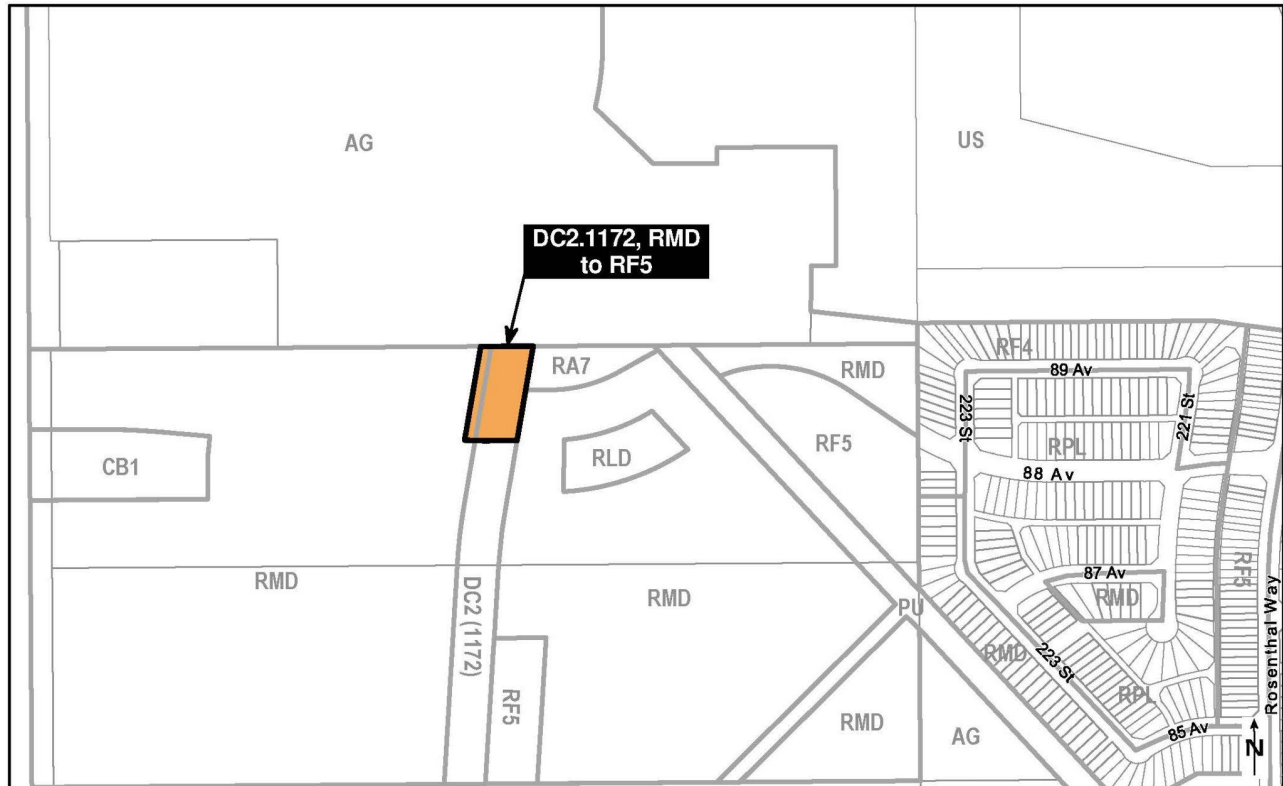 AG
US
DC2.1172, RMD
to RF5
RF4
RA7
RMD
89 Av
223 St
221 St
RF5
RPL
CB1
RLD
88 Av
RF5
87 Av
RMD
RMD
RMD
DC2 (1172)
PU
Rosenthal Way
RMD
223 St
RF5
RPL
RMD
AG
85 Av
N